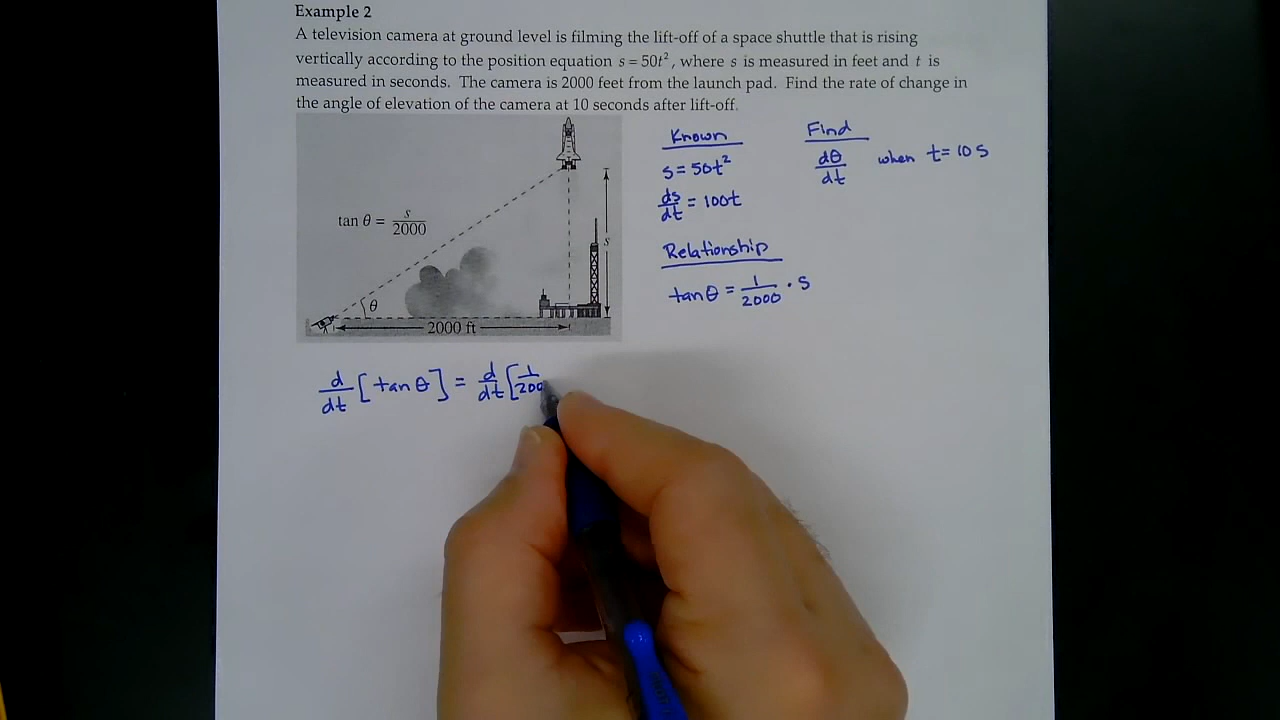 Example 2
A television camera at ground level is filming the lift-off of a space shuttle that is rising
vertically according to the position equation s = 50t², where s is measured in feet and t is
measured in seconds. The camera is 2000 feet from the launch pad. Find the rate of change in
the angle of elevation of the camera at 10 seconds after lift-off.
tan θ = s/2000
s
θ
2000 ft
Known
s = 50t²
ds/dt = 100t
Find
dθ/dt when t = 10 s
Relationship
tan θ = 1/2000 · s
d/dt [tan θ] = d/dt [1/200